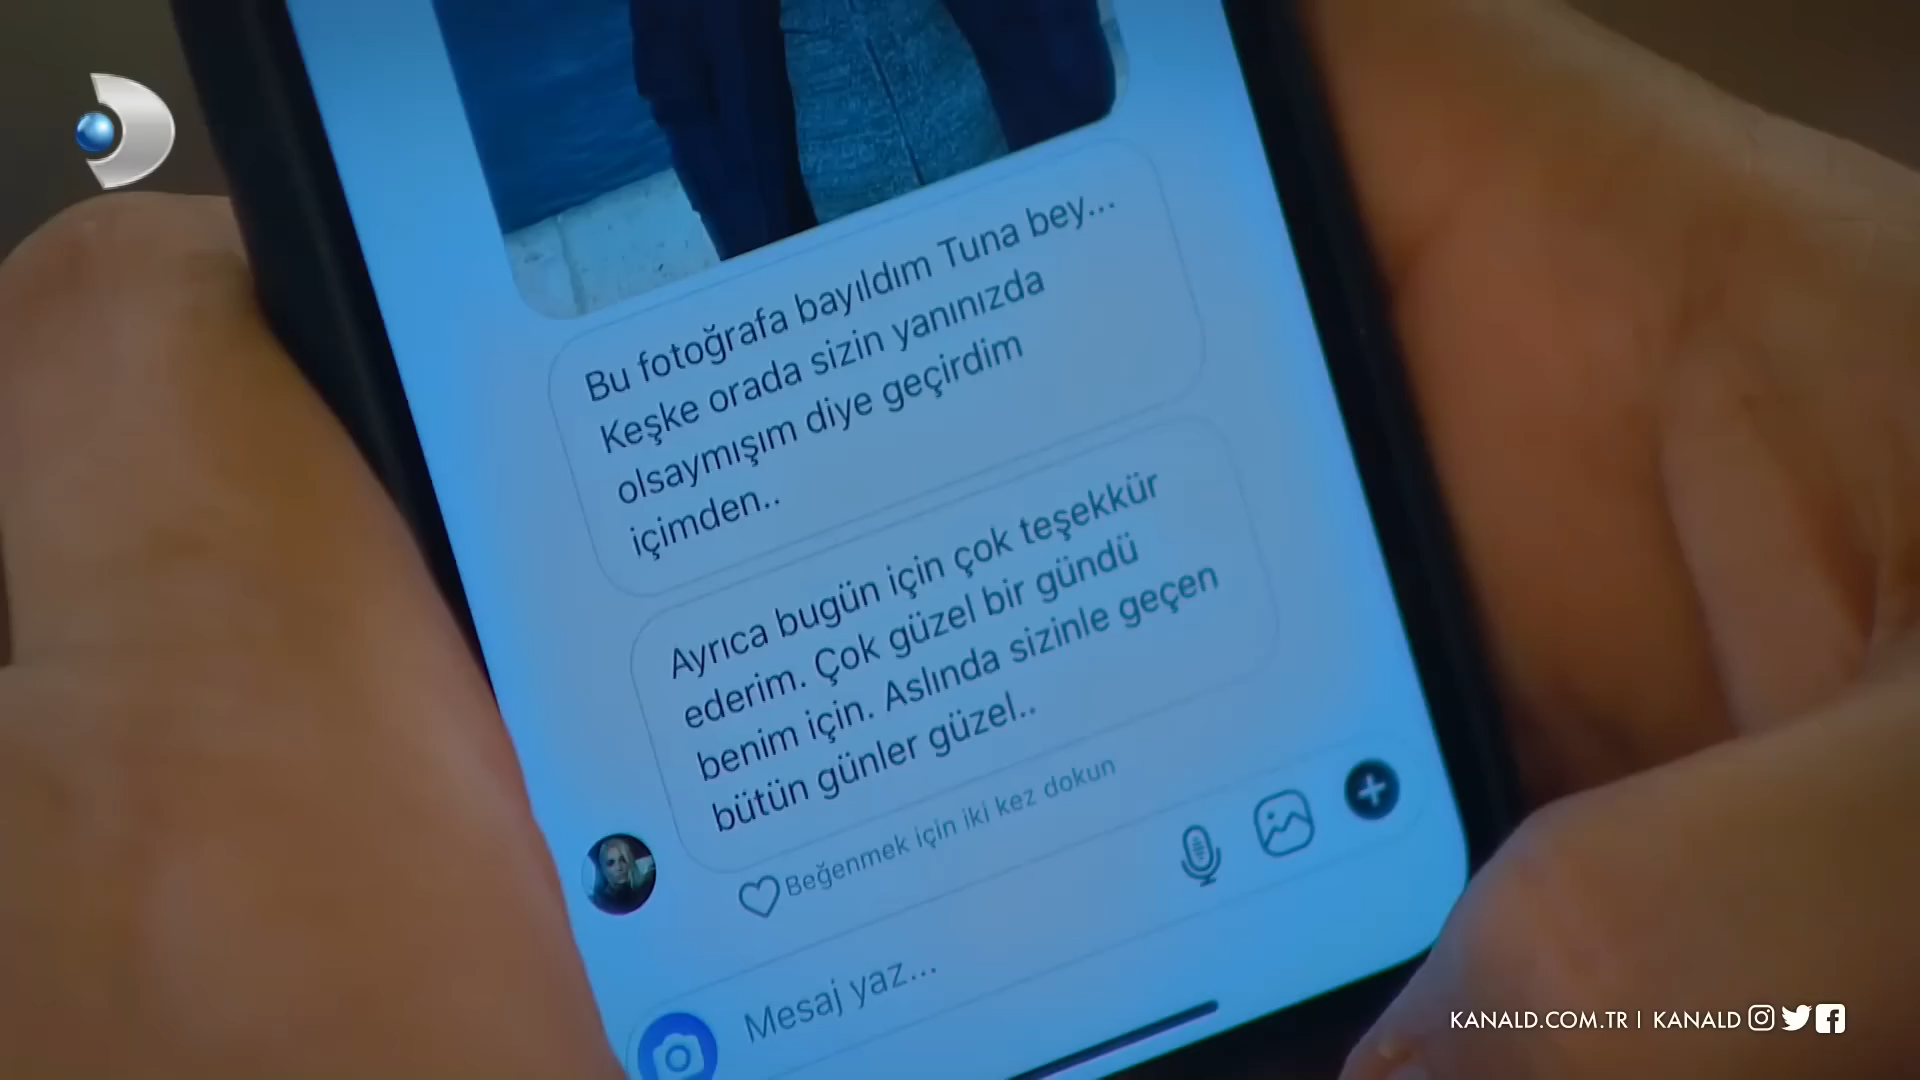 Bu fotoğrafa bayıldım Tuna bey...
Keşke orada sizin yanınızda
olsaymışım diye geçirdim
içimden..
Ayrıca bugün için çok teşekkür
ederim. Çok güzel bir gündü
benim için. Aslında sizinle geçen
bütün günler güzel..
Beğenmek için iki kez dokun
Mesaj yaz...
KANALD.COM.TR | KANALD